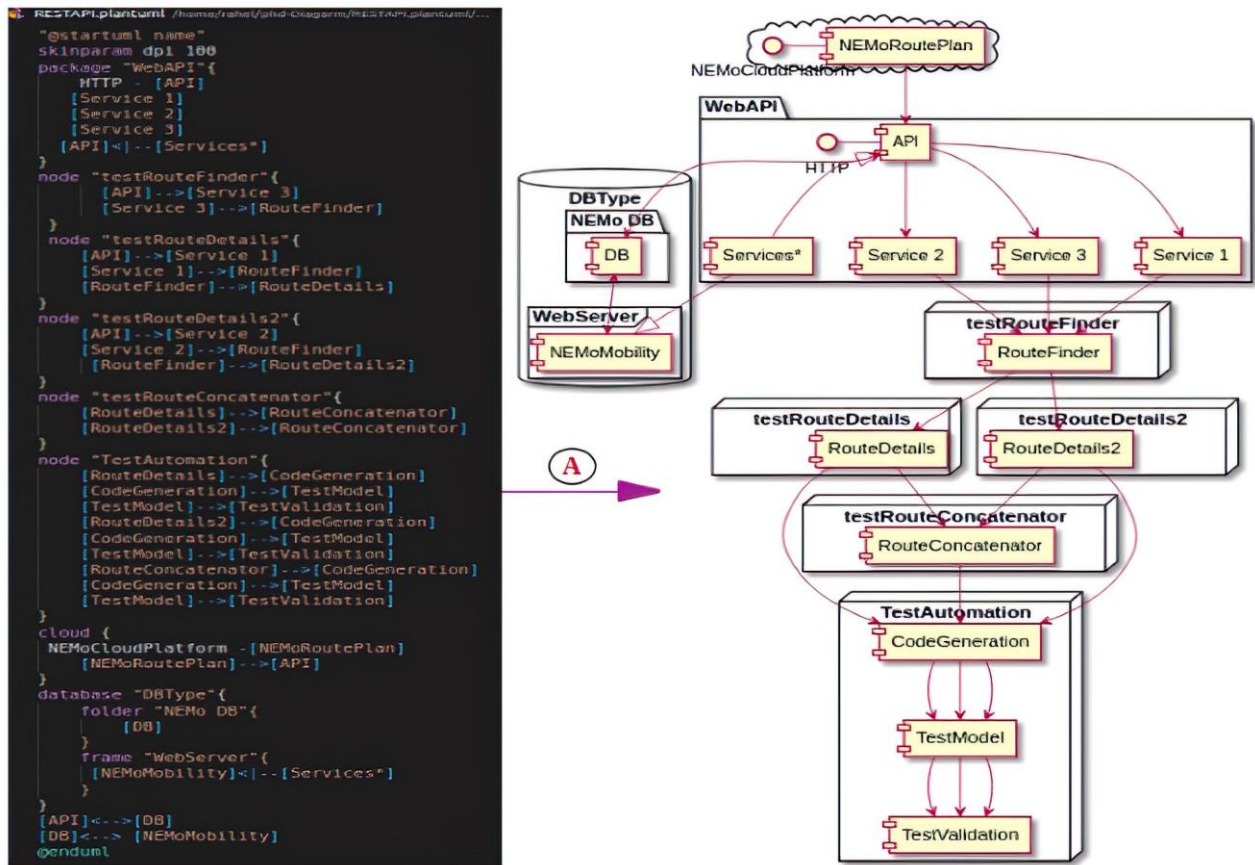 RESTAPI.plantuml /home/rahel/phd-Diagarm/RESTAPI.plantuml/...
"@startuml name"
skinparam dpi 100
package "WebAPI"{
HTTP - [API]
[Service 1]
[Service 2]
[Service 3]
[API]<|--[Services*]
}
node "testRouteFinder"{
[API]-->[Service 3]
[Service 3]-->[RouteFinder]
}
node "testRouteDetails"{
[API]-->[Service 1]
[Service 1]-->[RouteFinder]
[RouteFinder]-->[RouteDetails]
}
node "testRouteDetails2"{
[API]-->[Service 2]
[Service 2]-->[RouteFinder]
[RouteFinder]-->[RouteDetails2]
}
node "testRouteConcatenator"{
[RouteDetails]-->[RouteConcatenator]
[RouteDetails2]-->[RouteConcatenator]
}
node "TestAutomation"{
[RouteDetails]-->[CodeGeneration]
[CodeGeneration]-->[TestModel]
[TestModel]-->[TestValidation]
[RouteDetails2]-->[CodeGeneration]
[CodeGeneration]-->[TestModel]
[TestModel]-->[TestValidation]
[RouteConcatenator]-->[CodeGeneration]
[CodeGeneration]-->[TestModel]
[TestModel]-->[TestValidation]
}
cloud {
NEMoCloudPlatform -[NEMoRoutePlan]
[NEMoRoutePlan]-->[API]
}
database "DBType"{
folder "NEMo DB"{
[DB]
}
frame "WebServer"{
[NEMoMobility]<|--[Services*]
}
}
[API]<-->[DB]
[DB]<--> [NEMoMobility]
@enduml
A
NEMoRoutePlan
NEMoCloudPlatform
WebAPI
API
HTTP
DBType
NEMo DB
DB
Services*
Service 2
Service 3
Service 1
WebServer
NEMoMobility
testRouteFinder
RouteFinder
testRouteDetails
RouteDetails
testRouteDetails2
RouteDetails2
testRouteConcatenator
RouteConcatenator
TestAutomation
CodeGeneration
TestModel
TestValidation